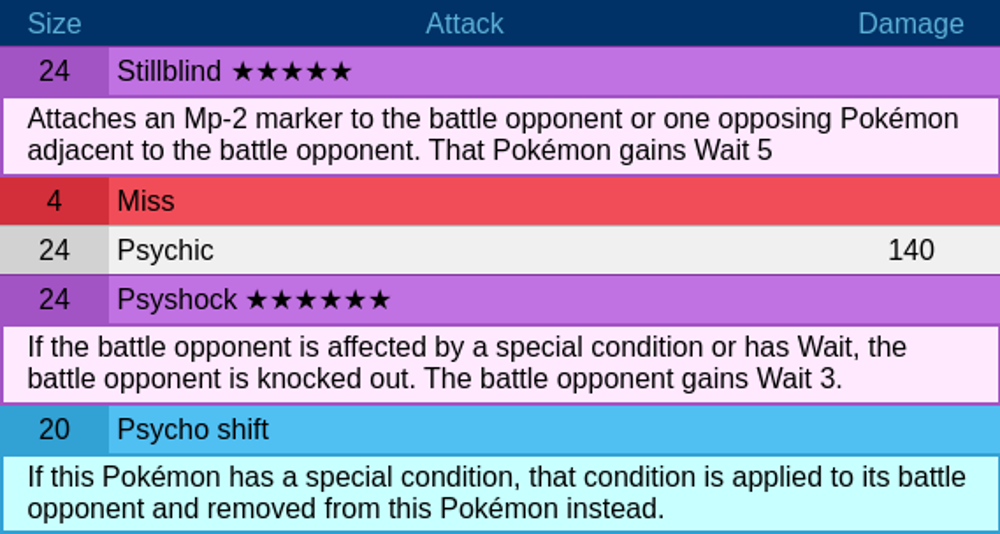 Size Attack Damage
24 Stillblind ★★★★★
Attaches an Mp-2 marker to the battle opponent or one opposing Pokémon
adjacent to the battle opponent. That Pokémon gains Wait 5
4 Miss
24 Psychic 140
24 Psyshock ★★★★★★
If the battle opponent is affected by a special condition or has Wait, the
battle opponent is knocked out. The battle opponent gains Wait 3.
20 Psycho shift
If this Pokémon has a special condition, that condition is applied to its battle
opponent and removed from this Pokémon instead.